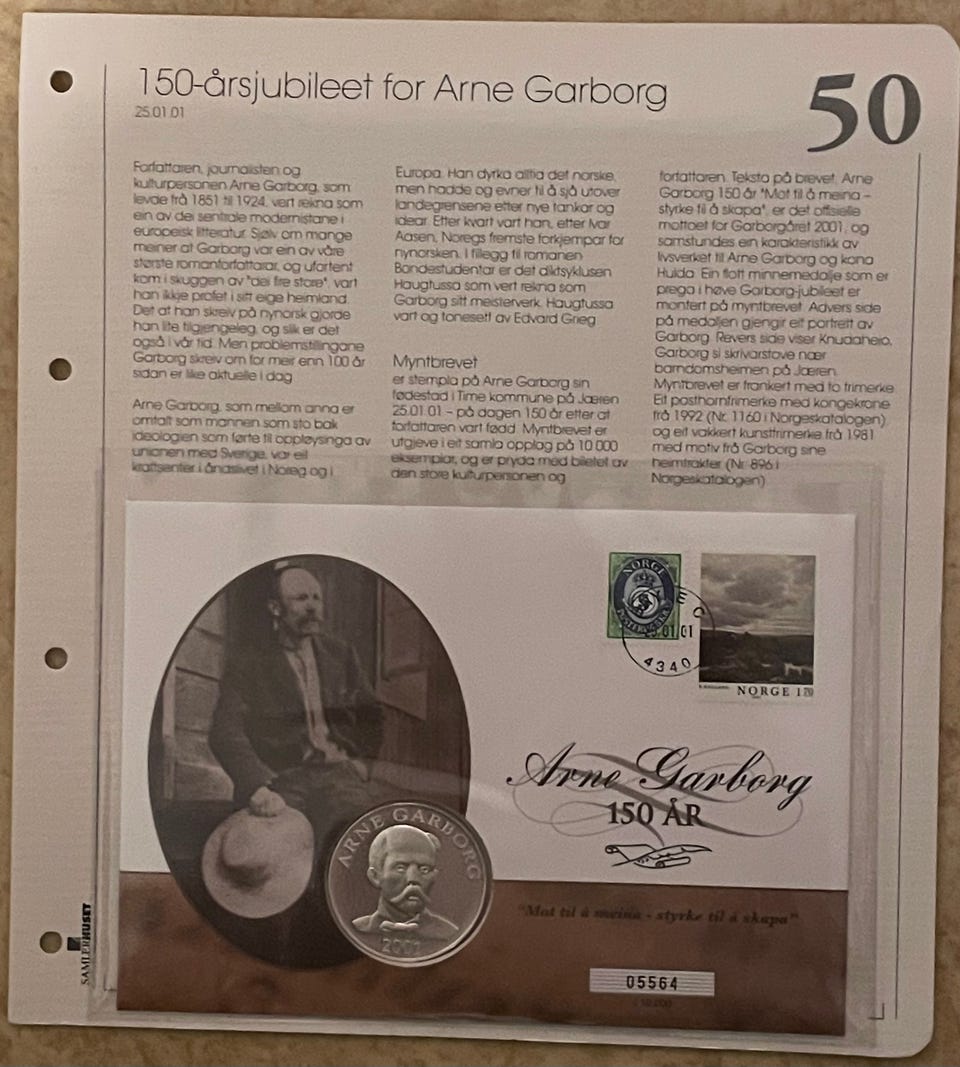 150-årsjubileet for Arne Garborg
25.01.01
50
Forfattaren, journalisten og
kulturpersonen Arne Garborg, som
levde frå 1851 til 1924, vert rekna som
ein av dei sentrale modernistane i
europeisk litteratur. Sjølv om mange
meiner at Garborg var ein av våre
største romanforfattarar, og ufortent
kom i skuggen av "dei fire store", vart
han ikkje profet i sitt eige heimland.
Det at han skreiv på nynorsk gjorde
han lite tilgjengeleg, og slik er det
også i vår tid. Men problemstillingane
Garborg skreiv om for meir enn 100 år
sidan er like aktuelle i dag
Arne Garborg, som mellom anna er
omtalt som mannen som sto bak
ideologien som førte til oppløysinga av
unionen med Sverige, var eit
kraftsenter i åndslivet i Noreg og i
Europa. Han dyrka alltid det norske,
men hadde og evner til å sjå utover
landegrensene etter nye tankar og
idear. Etter kvart vart han, etter Ivar
Aasen, Noregs fremste forkjempar for
nynorsken. I tillegg til romanen
Bondestudentar er det diktsyklusen
Haugtussa som vert rekna som
Garborg sitt meisterverk. Haugtussa
vart og tonesett av Edvard Grieg
Myntbrevet
er stempla på Arne Garborg sin
fødestad i Time kommune på Jæren
25.01.01 – på dagen 150 år etter at
forfattaren vart fødd. Myntbrevet er
utgjeve i eit samla opplag på 10 000
eksemplar, og er pryda med biletet av
den store kulturpersonen og
forfattaren. Teksta på brevet, Arne
Garborg 150 år "Mot til å meina –
styrke til å skapa", er det offisielle
mottoet for Garborgåret 2001, og
samstundes ein karakteristikk av
livsverket til Arne Garborg og kona
Hulda. Ein flott minnemedalje som er
prega i høve Garborg-jubileet er
montert på myntbrevet. Advers side
på medaljen gjengir eit portrett av
Garborg. Revers side viser Knudaheio,
Garborg si skrivarstove nær
barndomsheimen på Jæren.
Myntbrevet er frankert med to frimerke
Eit posthornfrimerke med kongekrone
frå 1992 (Nr. 1160 i Norgeskatalogen)
og eit vakkert kunstfrimerke frå 1981
med motiv frå Garborg sine
heimtrakter (Nr. 896 i
Norgeskatalogen)
NORGE
25.01.01
4340
NORGE 1
Arne Garborg
150 ÅR
ARNE GARBORG
2001
"Mot til å meina - styrke til å skapa"
05564
SAMLERHUSET